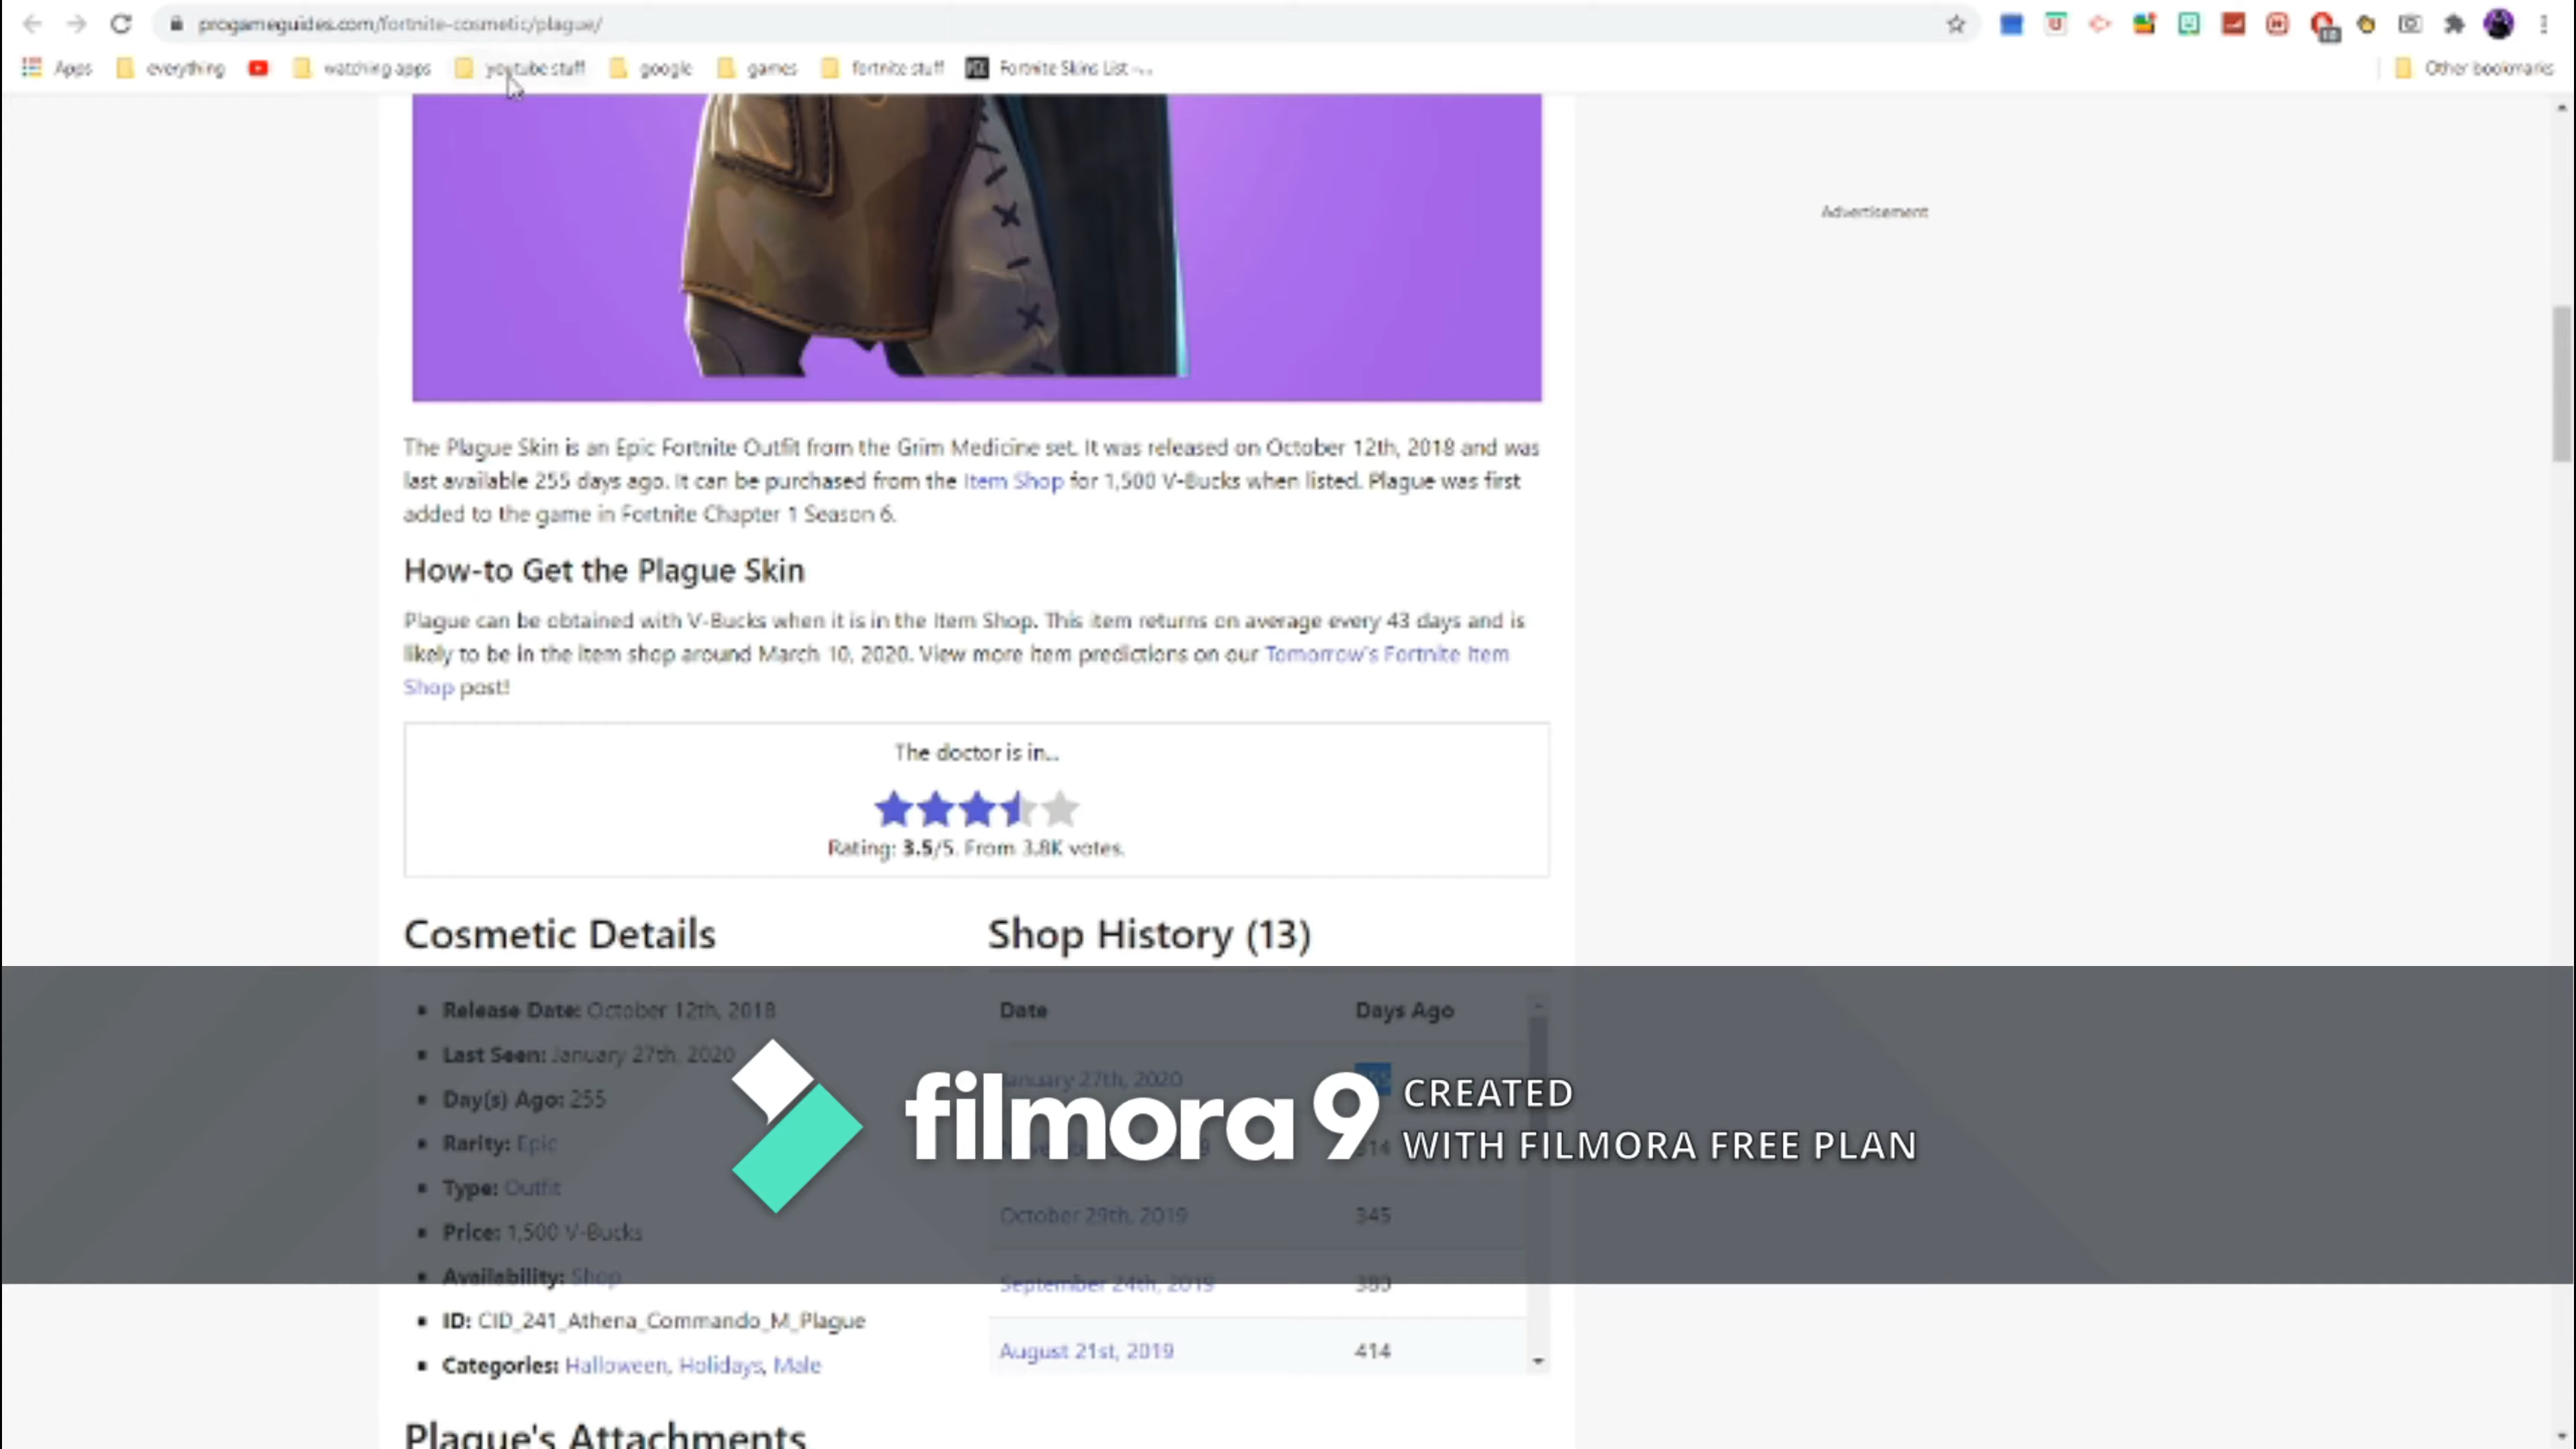 progameguides.com/fortnite-cosmetic/plague/
Apps everything watching apps youtube stuff google games fortnite stuff Fortnite Skins List Other bookmarks
Advertisement
The Plague Skin is an Epic Fortnite Outfit from the Grim Medicine set. It was released on October 12th, 2018 and was
last available 255 days ago. It can be purchased from the Item Shop for 1,500 V-Bucks when listed. Plague was first
added to the game in Fortnite Chapter 1 Season 6.
How-to Get the Plague Skin
Plague can be obtained with V-Bucks when it is in the Item Shop. This item returns on average every 43 days and is
likely to be in the item shop around March 10, 2020. View more item predictions on our Tomorrow's Fortnite Item
Shop post!
The doctor is in...
Rating: 3.5/5. From 3.8K votes.
Cosmetic Details
Release Date: October 12th, 2018
Last Seen: January 27th, 2020
Day(s) Ago: 255
Rarity: Epic
Type: Outfit
Price: 1,500 V-Bucks
Availability: Shop
ID: CID_241_Athena_Commando_M_Plague
Categories: Halloween, Holidays, Male
Shop History (13)
Date Days Ago
January 27th, 2020
314
October 29th, 2019 345
September 24th, 2019 380
August 21st, 2019 414
filmora 9
CREATED
WITH FILMORA FREE PLAN
Plague's Attachments